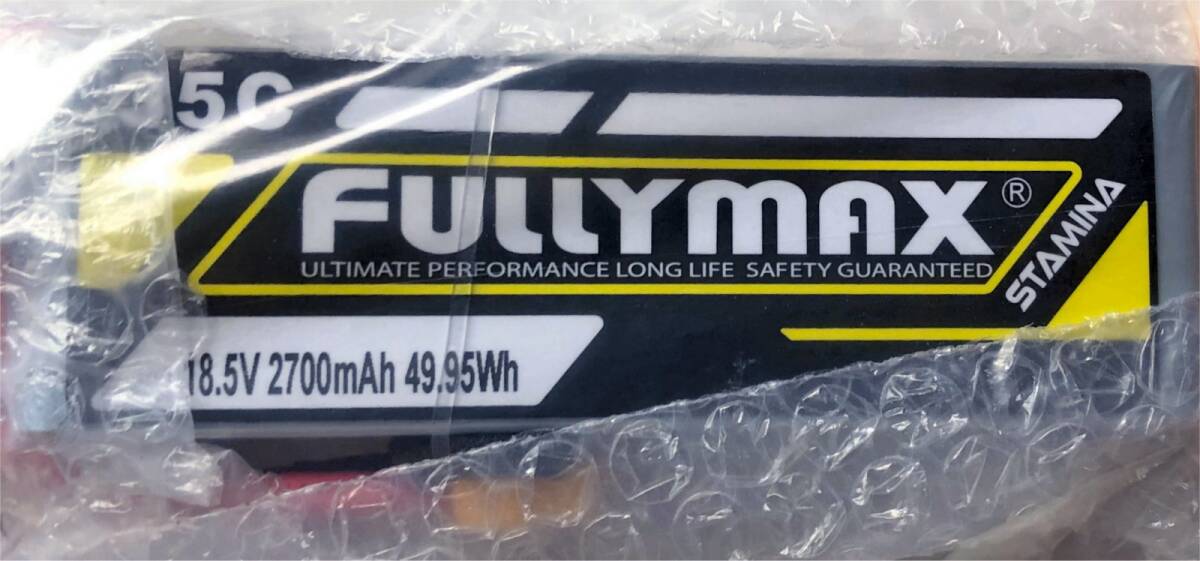 5C
FULLYMAX®
ULTIMATE PERFORMANCE LONG LIFE SAFETY GUARANTEED
STAMINA
18.5V 2700mAh 49.95Wh